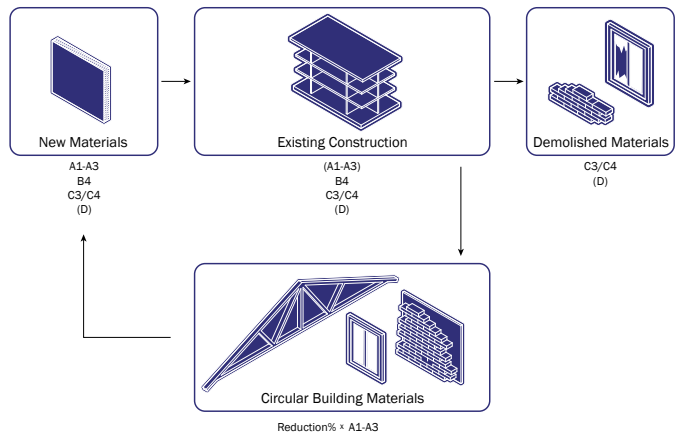 New Materials
A1-A3
B4
C3/C4
(D)
Existing Construction
(A1-A3)
B4
C3/C4
(D)
Demolished Materials
C3/C4
(D)
Circular Building Materials
Reduction% x A1-A3